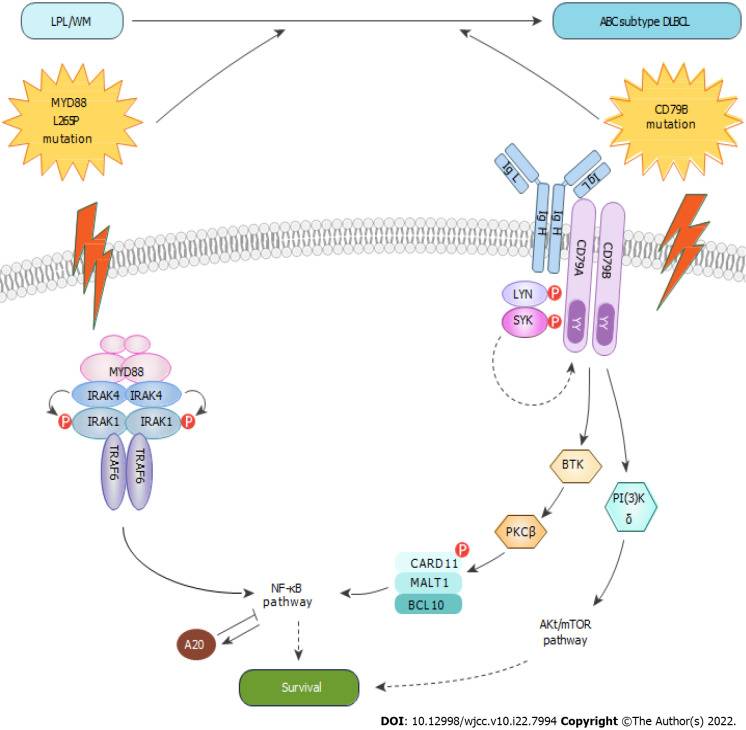 LPL/WM
ABC subtype DLBCL
MYD88
L265P
mutation
CD79B
mutation
Ig L
Ig L
Ig H
Ig H
CD79A
CD79B
LYN
P
SYK
P
YY
YY
MYD88
IRAK4
IRAK4
P
IRAK1
IRAK1
P
TRAF6
TRAF6
BTK
PI(3)K
δ
PKCβ
P
CARD11
MALT1
BCL10
NF-κB
pathway
A20
AKt/mTOR
pathway
Survival
DOI: 10.12998/wjcc.v10.i22.7994 Copyright ©The Author(s) 2022.